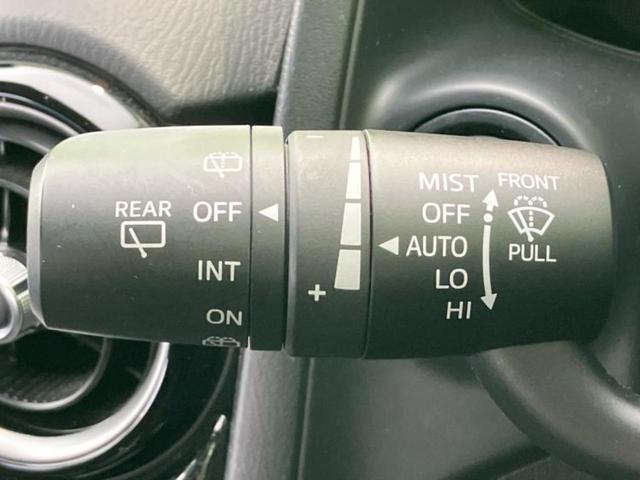 REAR
OFF
INT
ON
-
+
MIST
OFF
AUTO
LO
HI
FRONT
PULL